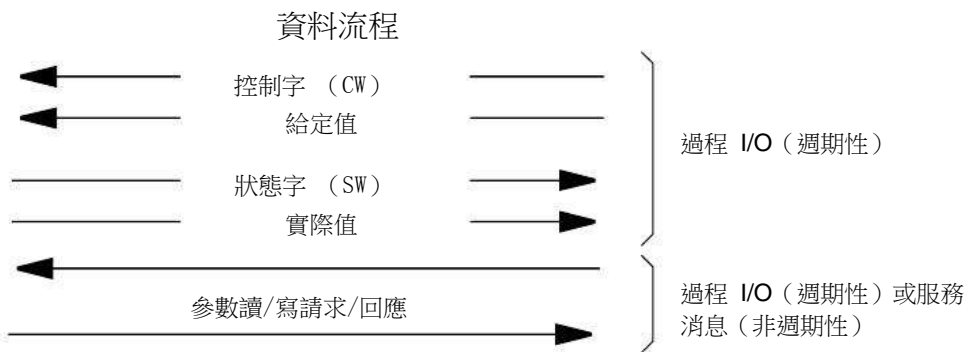 資料流程
控制字 （CW）
給定值
過程 I/O（週期性）
狀態字 （SW）
實際值
參數讀/寫請求/回應
過程 I/O（週期性）或服務
消息（非週期性）